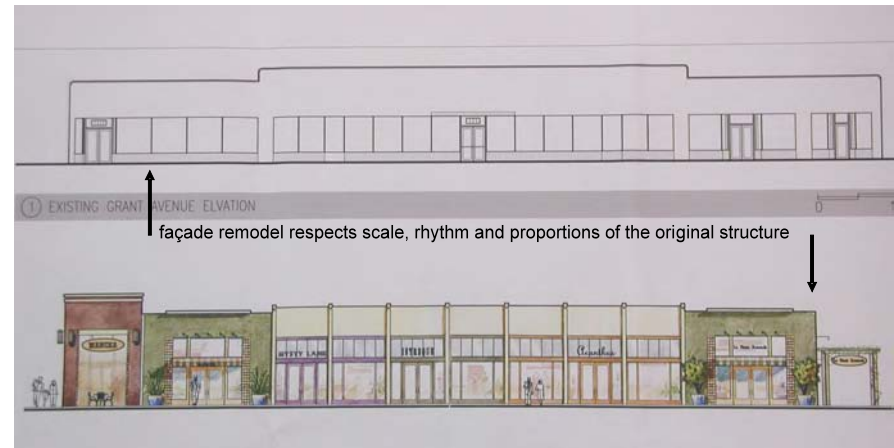 ① EXISTING GRANT AVENUE ELVATION
0
façade remodel respects scale, rhythm and proportions of the original structure